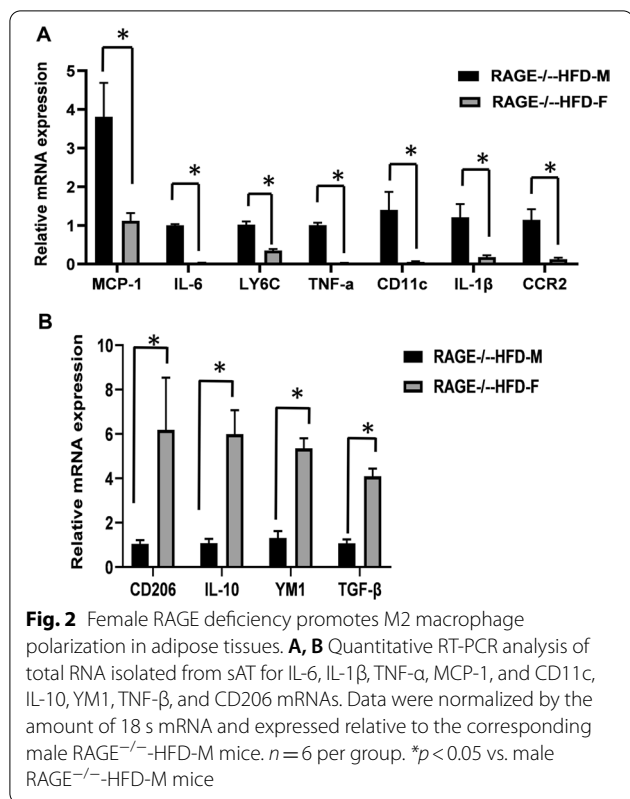 A
Relative mRNA expression
5
4
3
2
1
0
* * * * * * *
RAGE-/--HFD-M
RAGE-/--HFD-F
MCP-1 IL-6 LY6C TNF-a CD11c IL-1β CCR2
B
Relative mRNA expression
10
8
6
4
2
0
* * * *
RAGE-/--HFD-M
RAGE-/--HFD-F
CD206 IL-10 YM1 TGF-β
Fig. 2 Female RAGE deficiency promotes M2 macrophage
polarization in adipose tissues. A, B Quantitative RT-PCR analysis of
total RNA isolated from sAT for IL-6, IL-1β, TNF-α, MCP-1, and CD11c,
IL-10, YM1, TNF-β, and CD206 mRNAs. Data were normalized by the
amount of 18 s mRNA and expressed relative to the corresponding
male RAGE⁻/⁻-HFD-M mice. n = 6 per group. *p < 0.05 vs. male
RAGE⁻/⁻-HFD-M mice